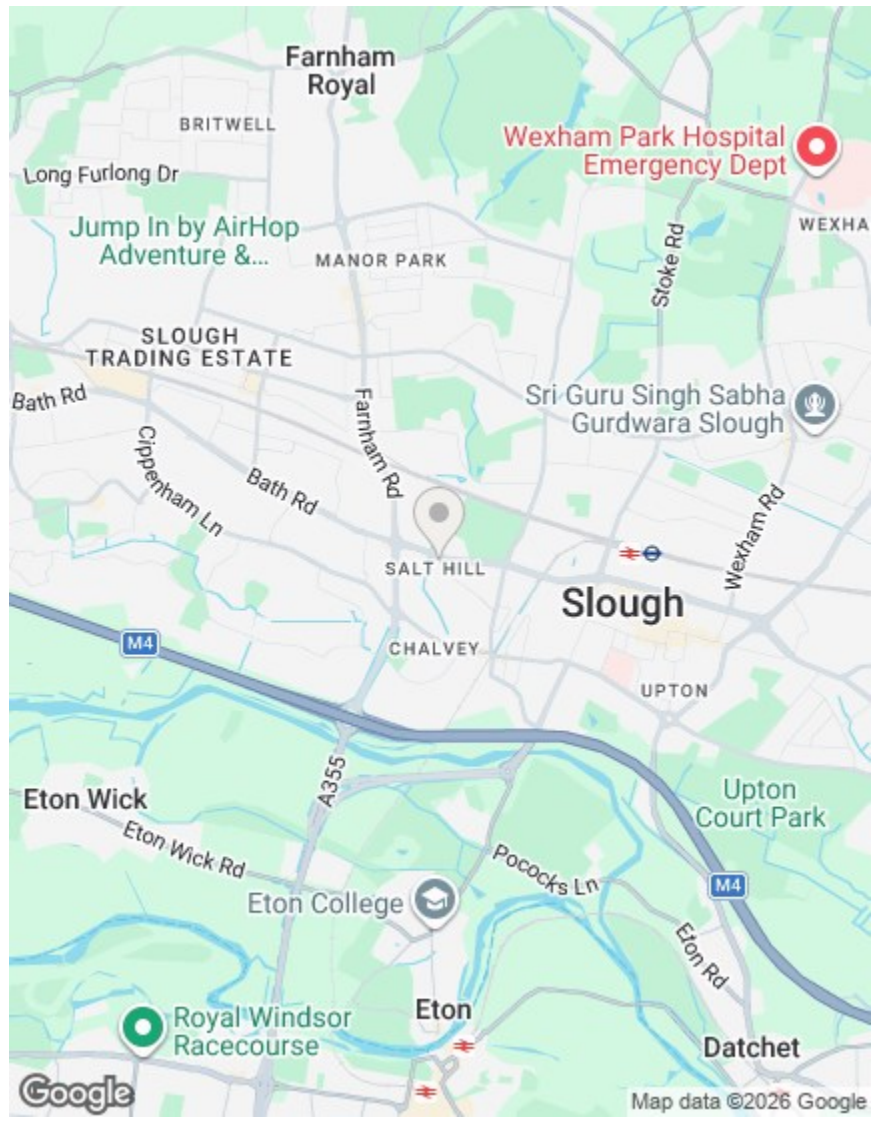 Farnham
Royal
BRITWELL
Wexham Park Hospital
Emergency Dept
Long Furlong Dr
Jump In by AirHop
Adventure &...
WEXHA
MANOR PARK
Stoke Rd
SLOUGH
TRADING ESTATE
Bath Rd
Farnham Rd
Sri Guru Singh Sabha
Gurdwara Slough
Cippenham Ln
Bath Rd
Wexham Rd
SALT HILL
Slough
M4
CHALVEY
UPTON
A355
Eton Wick
Upton
Court Park
Eton Wick Rd
Pococks Ln
M4
Eton College
Eton Rd
Eton
Royal Windsor
Racecourse
Datchet
Google
Map data ©2026 Google